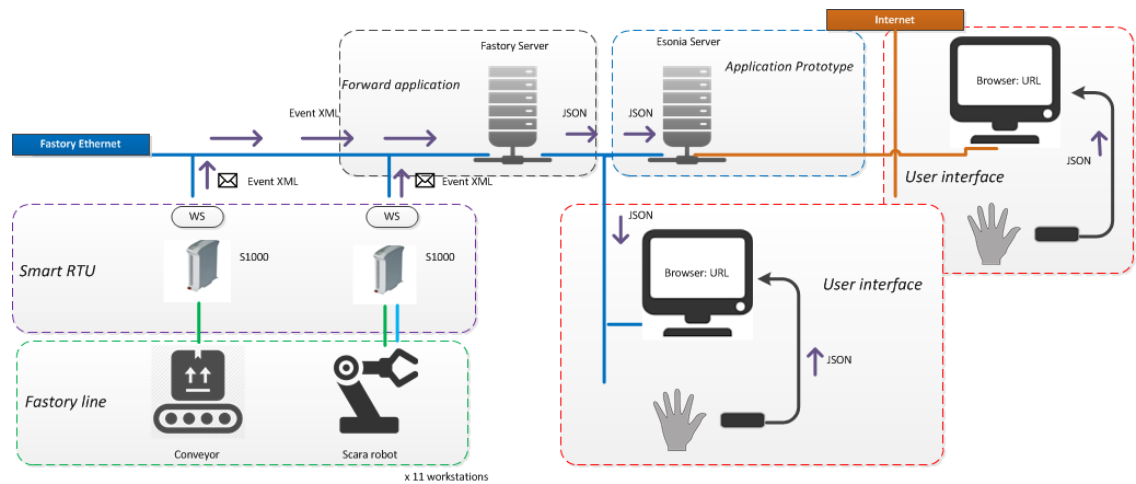 Internet
Fastory Server
Esonia Server
Forward application
Application Prototype
Browser: URL
Event XML
JSON
JSON
Fastory Ethernet
JSON
Event XML
Event XML
User interface
WS
WS
JSON
S1000
S1000
Smart RTU
Browser: URL
User interface
JSON
Fastory line
Conveyor
Scara robot
x 11 workstations